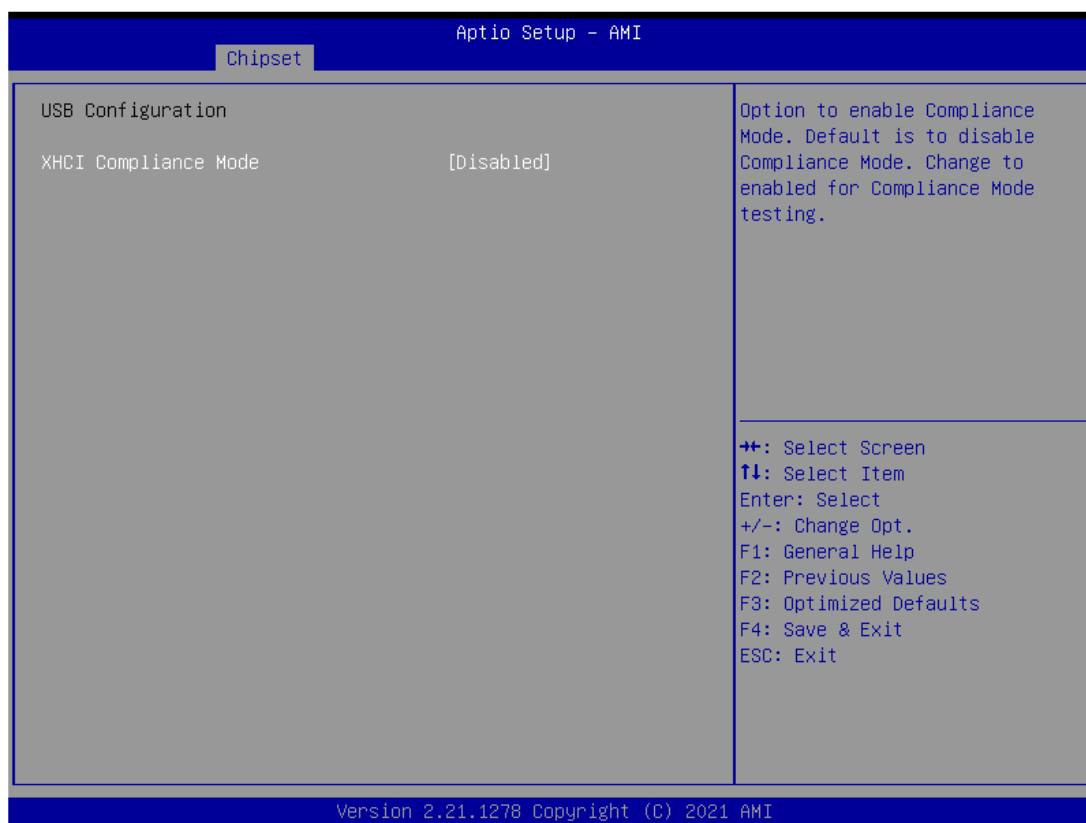 Aptio Setup - AMI
Chipset
USB Configuration
XHCI Compliance Mode [Disabled]
Option to enable Compliance
Mode. Default is to disable
Compliance Mode. Change to
enabled for Compliance Mode
testing.
→←: Select Screen
↑↓: Select Item
Enter: Select
+/-: Change Opt.
F1: General Help
F2: Previous Values
F3: Optimized Defaults
F4: Save & Exit
ESC: Exit
Version 2.21.1278 Copyright (C) 2021 AMI